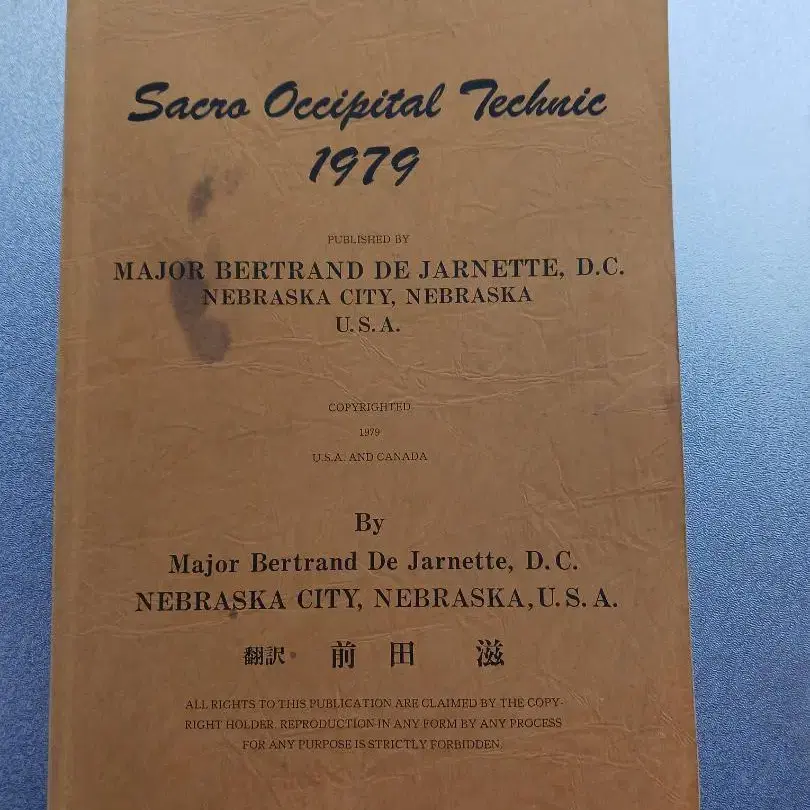 Sacro Occipital Technic
1979
PUBLISHED BY
MAJOR BERTRAND DE JARNETTE, D.C.
NEBRASKA CITY, NEBRASKA
U.S.A.
COPYRIGHTED
1979
U.S.A. AND CANADA
By
Major Bertrand De Jarnette, D.C.
NEBRASKA CITY, NEBRASKA, U.S.A.
翻訳 前田 滋
ALL RIGHTS TO THIS PUBLICATION ARE CLAIMED BY THE COPY-
RIGHT HOLDER. REPRODUCTION IN ANY FORM BY ANY PROCESS
FOR ANY PURPOSE IS STRICTLY FORBIDDEN.